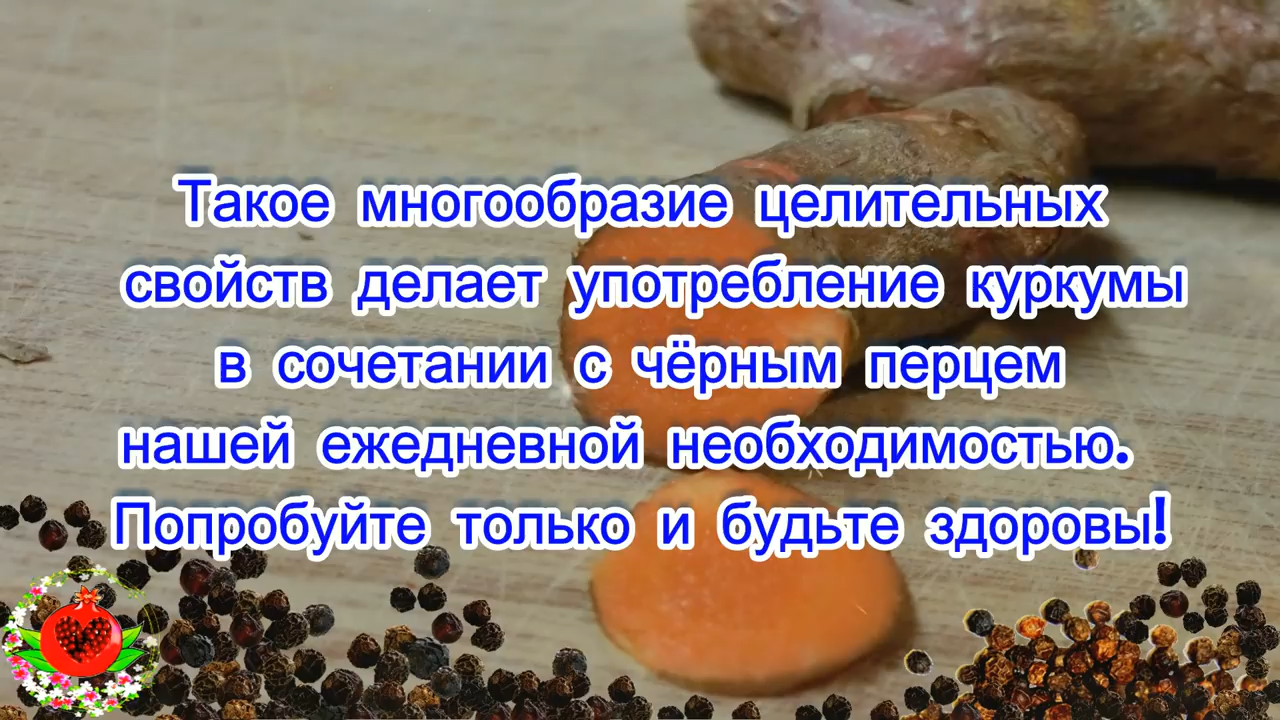 Такое многообразие целительных
свойств делает употребление куркумы
в сочетании с чёрным перцем
нашей ежедневной необходимостью.
Попробуйте только и будьте здоровы!